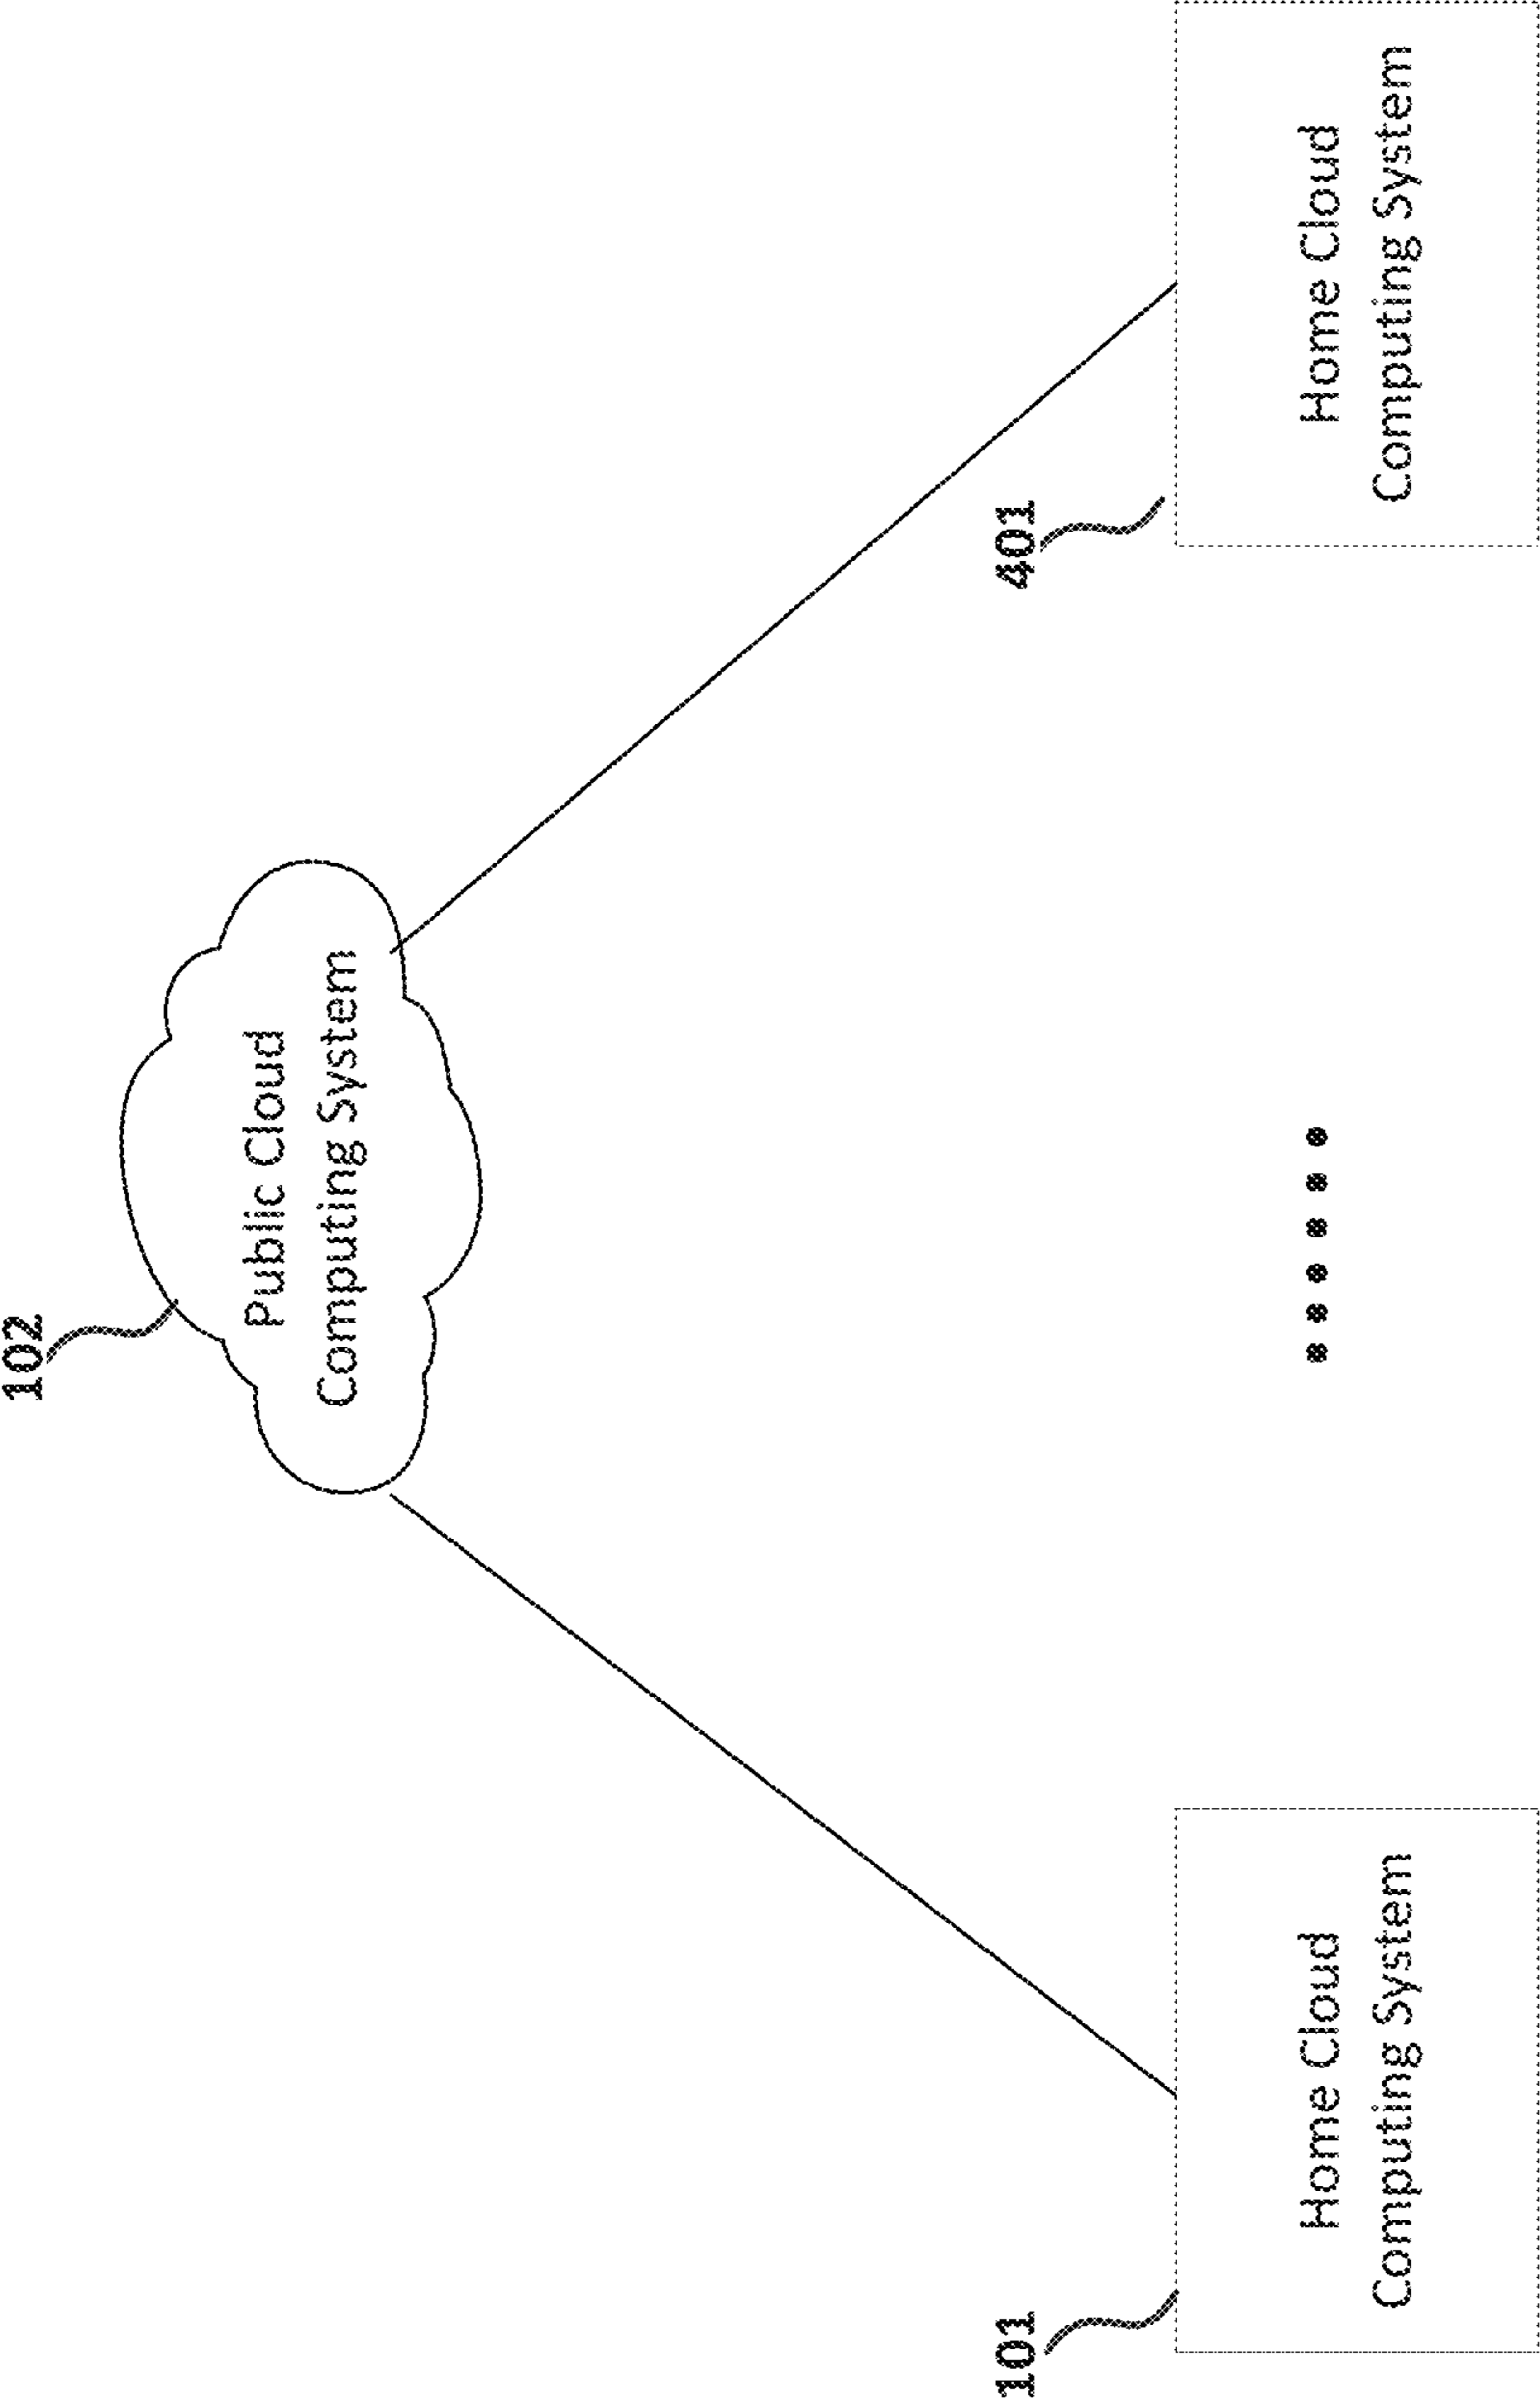 102
Public Cloud
Computing System
101
Home Cloud
Computing System
401
Home Cloud
Computing System